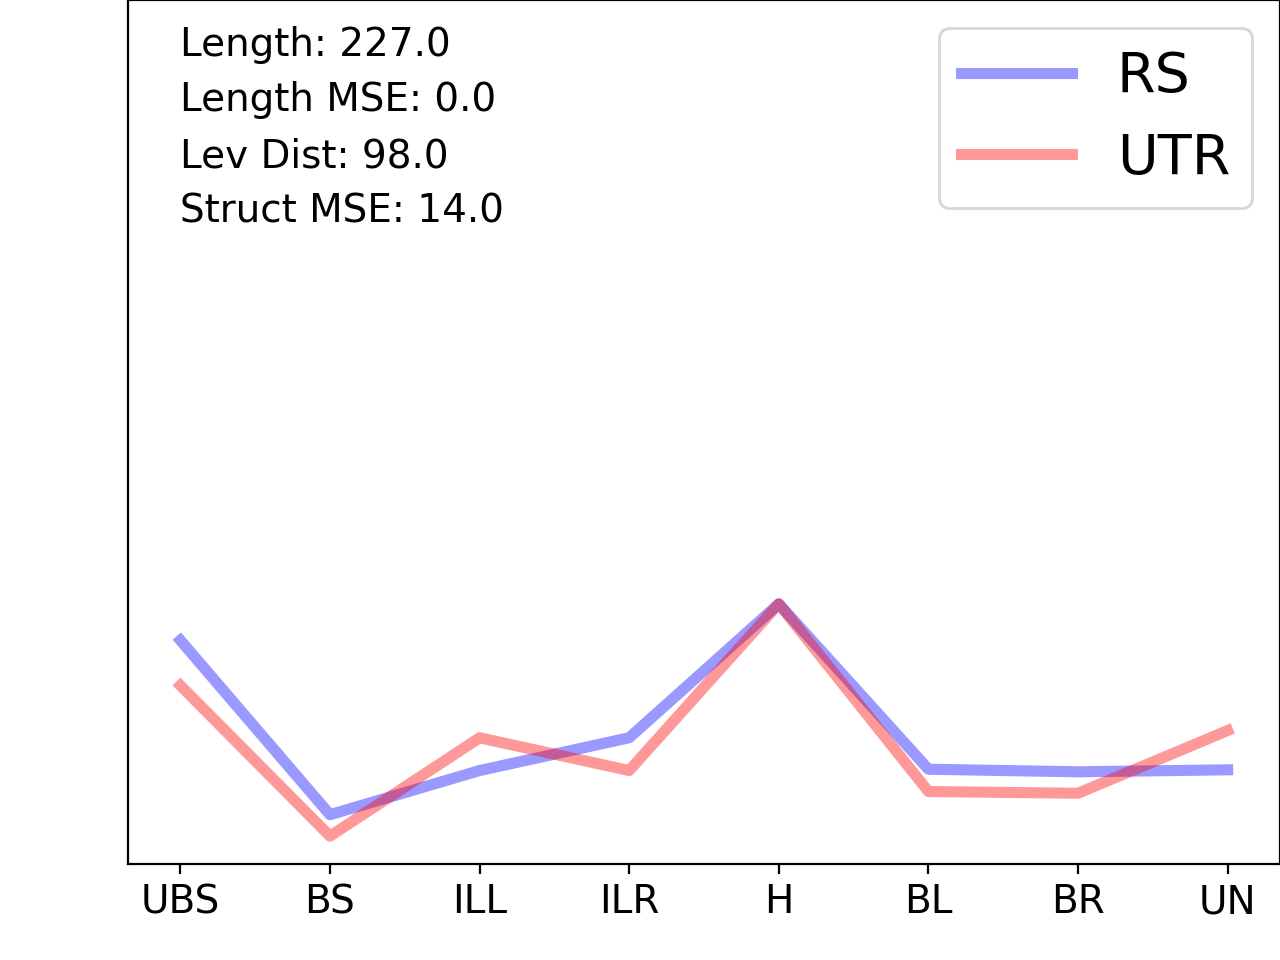 Length: 227.0
Length MSE: 0.0
Lev Dist: 98.0
Struct MSE: 14.0
RS
UTR
UBS BS ILL ILR H BL BR UN